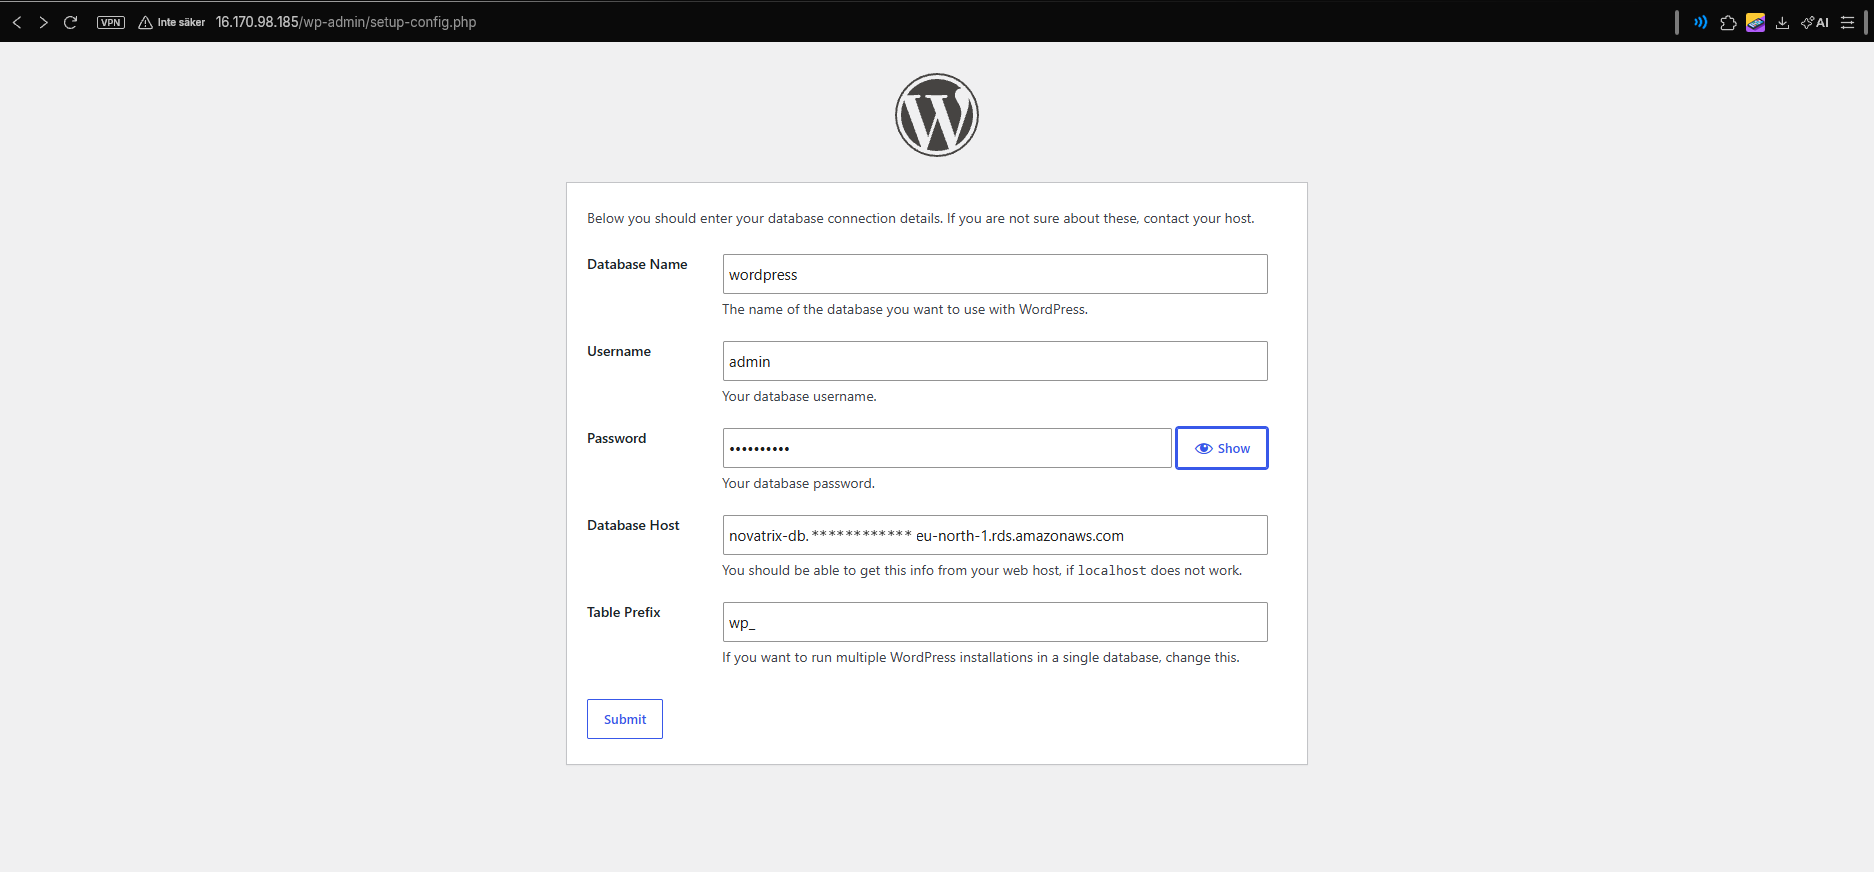 VPN Inte säker 16.170.98.185/wp-admin/setup-config.php AI
Below you should enter your database connection details. If you are not sure about these, contact your host.
Database Name wordpress
The name of the database you want to use with WordPress.
Username admin
Your database username.
Password •••••••••• Show
Your database password.
Database Host novatrix-db.************ eu-north-1.rds.amazonaws.com
You should be able to get this info from your web host, if localhost does not work.
Table Prefix wp_
If you want to run multiple WordPress installations in a single database, change this.
Submit